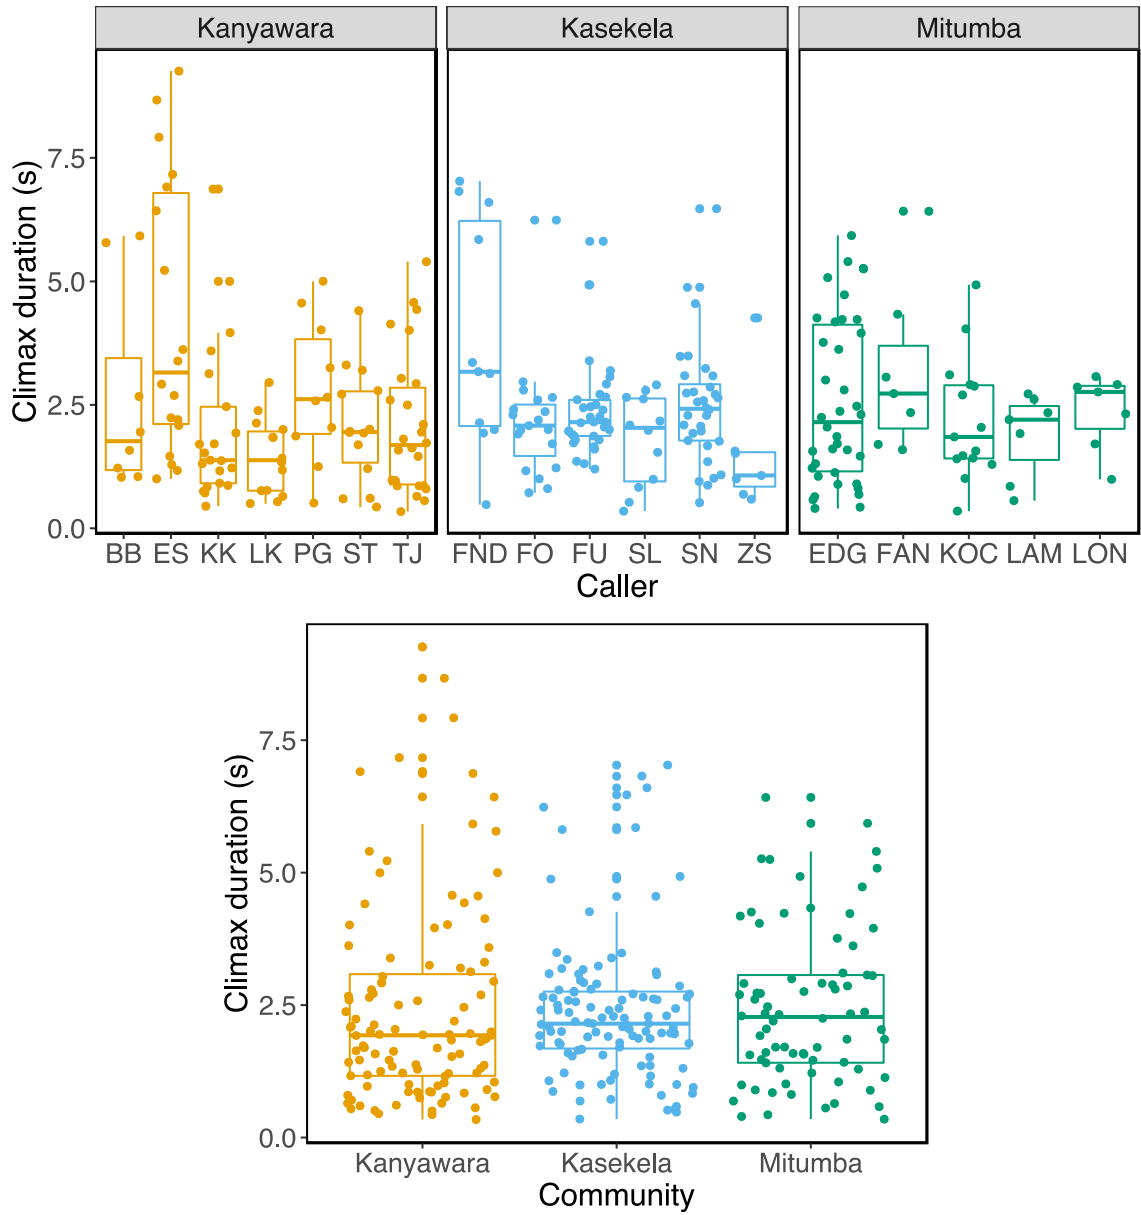 Kanyawara Kasekela Mitumba
Climax duration (s)
7.5
5.0
2.5
0.0
BB ES KK LK PG ST TJ FND FO FU SL SN ZS EDG FAN KOC LAM LON
Caller
Climax duration (s)
7.5
5.0
2.5
0.0
Kanyawara Kasekela Mitumba
Community